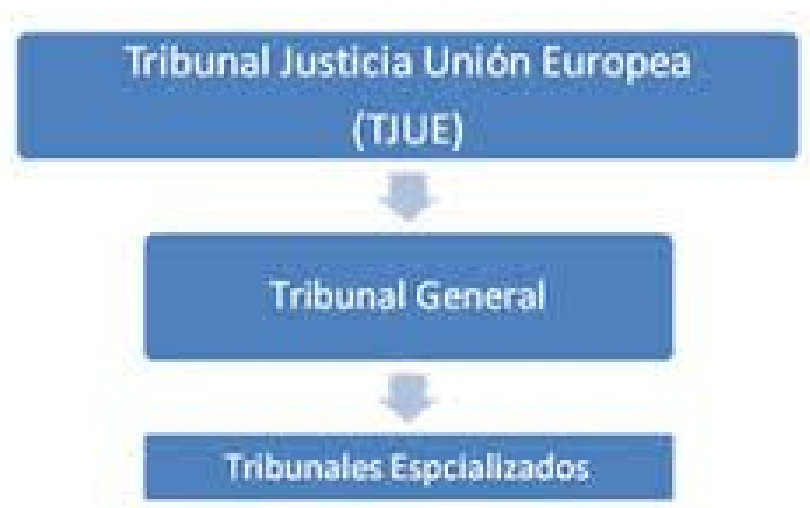 Tribunal Justicia Unión Europea
(TJUE)
Tribunal General
Tribunales Espcializados